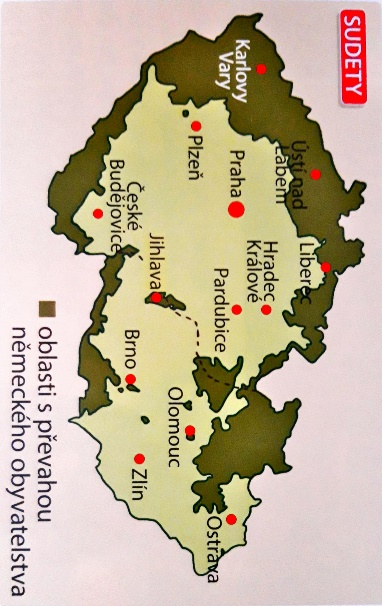 SUDETY
Karlovy
Vary
Ústí nad
Labem
Liberec
Plzeň
Praha
Hradec
Králové
Pardubice
České
Budějovice
Jihlava
Brno
Olomouc
Zlín
Ostrava
oblasti s převahou
německého obyvatelstva